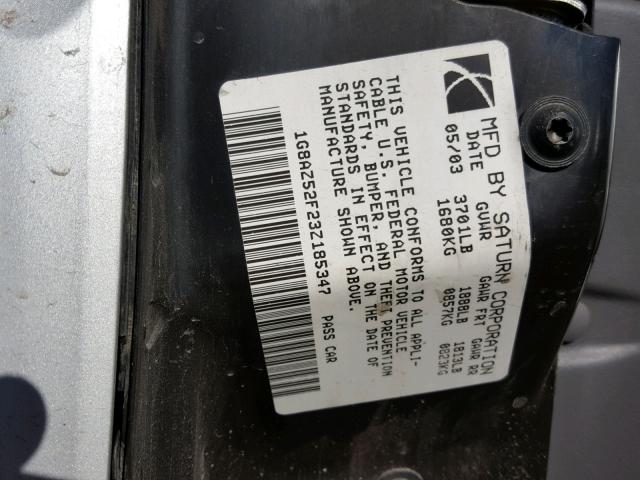 MFD BY SATURN CORPORATION
DATE GVWR GAWR FRT GAWR RR
05/03 3701LB 1888LB 1813LB
1680KG 0857KG 0823KG
THIS VEHICLE CONFORMS TO ALL APPLI-
CABLE U.S. FEDERAL MOTOR VEHICLE
SAFETY, BUMPER, AND THEFT PREVENTION
STANDARDS IN EFFECT ON THE DATE OF
MANUFACTURE SHOWN ABOVE.
1G8AZ52F23Z185347 PASS CAR